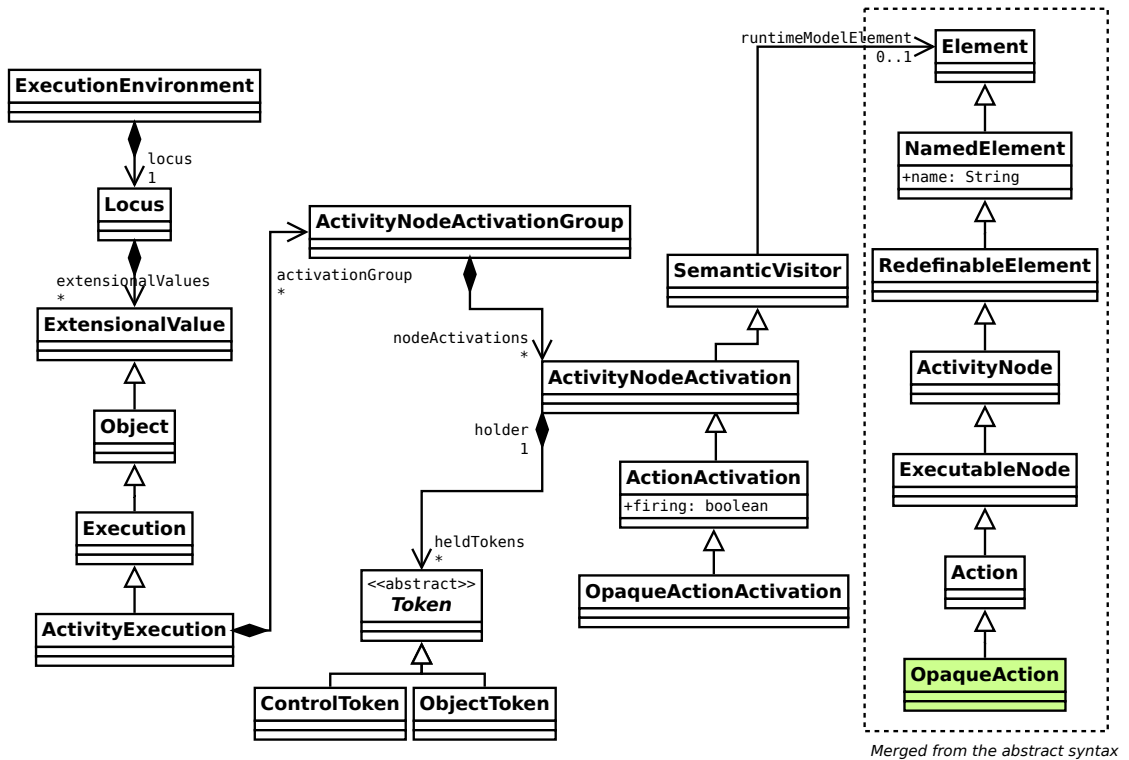 runtimeModelElement
0..1
Element
ExecutionEnvironment
NamedElement
+name: String
locus
1
Locus
ActivityNodeActivationGroup
SemanticVisitor
RedefinableElement
extensionalValues
*
activationGroup
*
ExtensionalValue
nodeActivations
*
ActivityNodeActivation
ActivityNode
Object
holder
1
ActionActivation
+firing: boolean
ExecutableNode
Execution
heldTokens
*
<<abstract>>
Token
OpaqueActionActivation
Action
ActivityExecution
ControlToken
ObjectToken
OpaqueAction
Merged from the abstract syntax